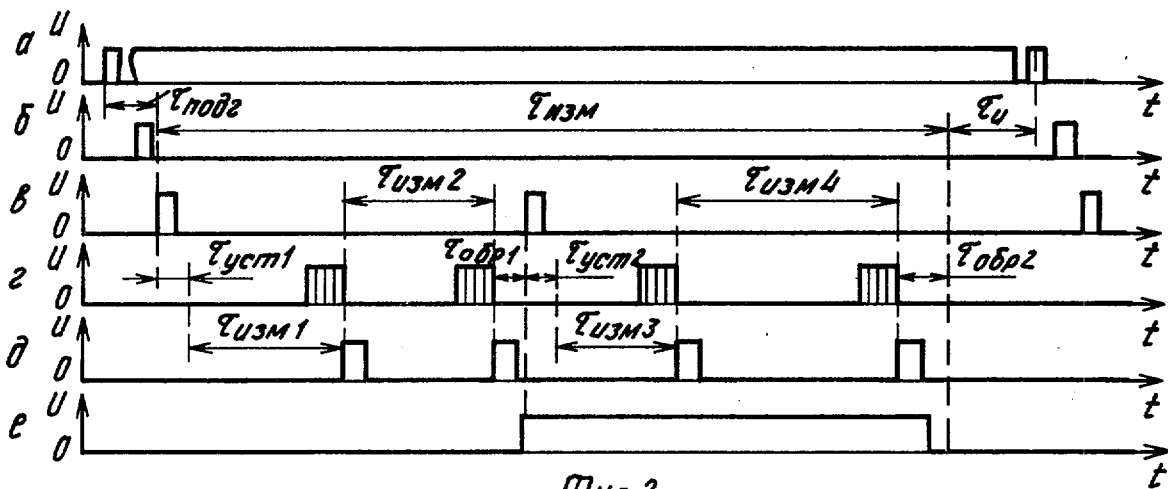 а U
0
t
τподг
τизм
τи
б U
0
t
τизм2
τизм4
в U
0
t
τуст1
τобр1
τуст2
τобр2
г U
0
t
τизм1
τизм3
д U
0
t
е U
0
t